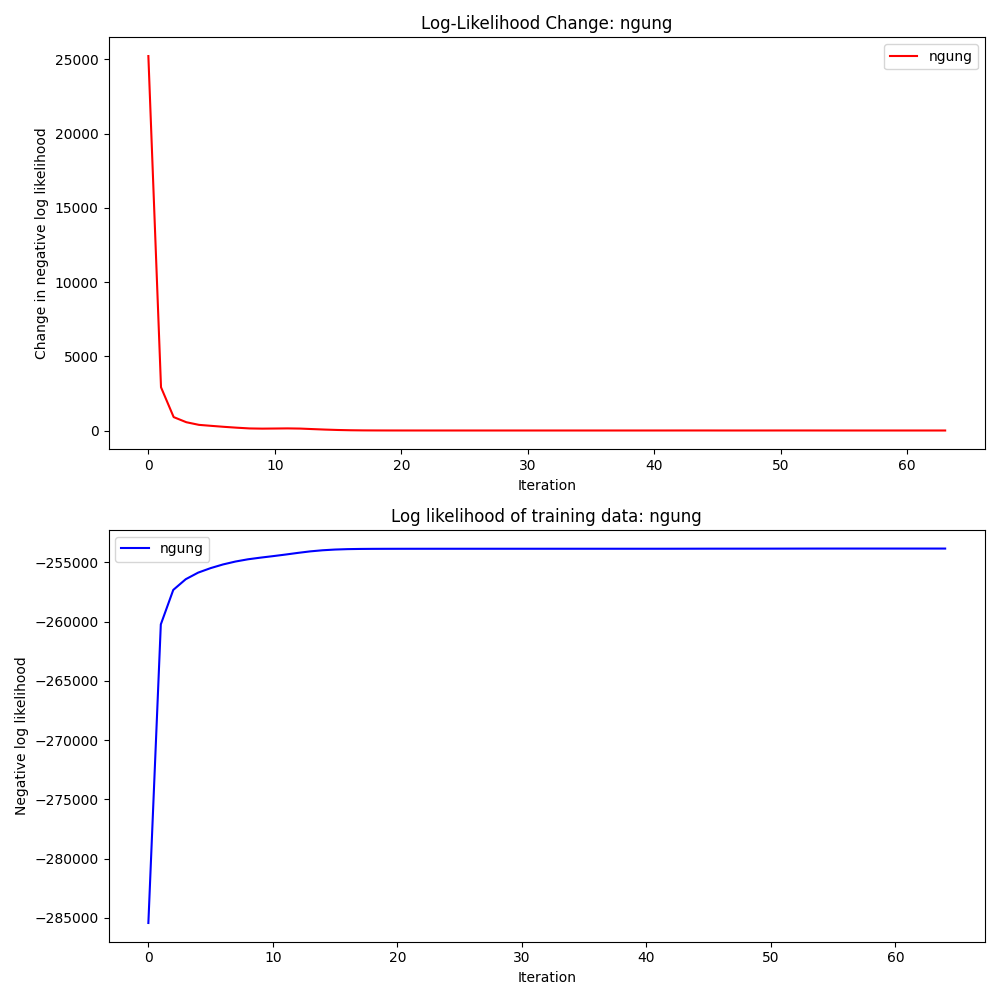 Log-Likelihood Change: ngung
ngung
Change in negative log likelihood
25000
20000
15000
10000
5000
0
0 10 20 30 40 50 60
Iteration
Log likelihood of training data: ngung
ngung
Negative log likelihood
−255000
−260000
−265000
−270000
−275000
−280000
−285000
0 10 20 30 40 50 60
Iteration